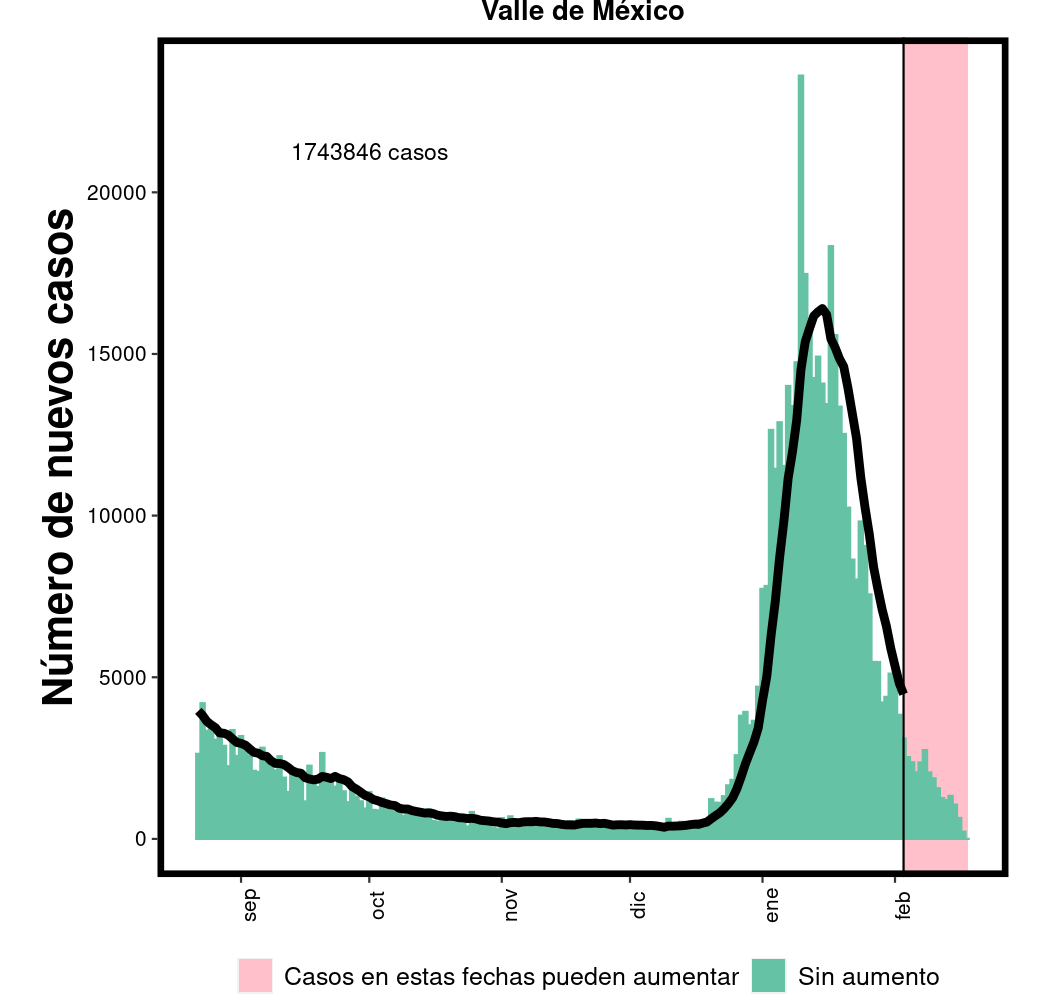 Valle de México
1743846 casos
Número de nuevos casos
20000
15000
10000
5000
0
sep
oct
nov
dic
ene
feb
Casos en estas fechas pueden aumentar
Sin aumento